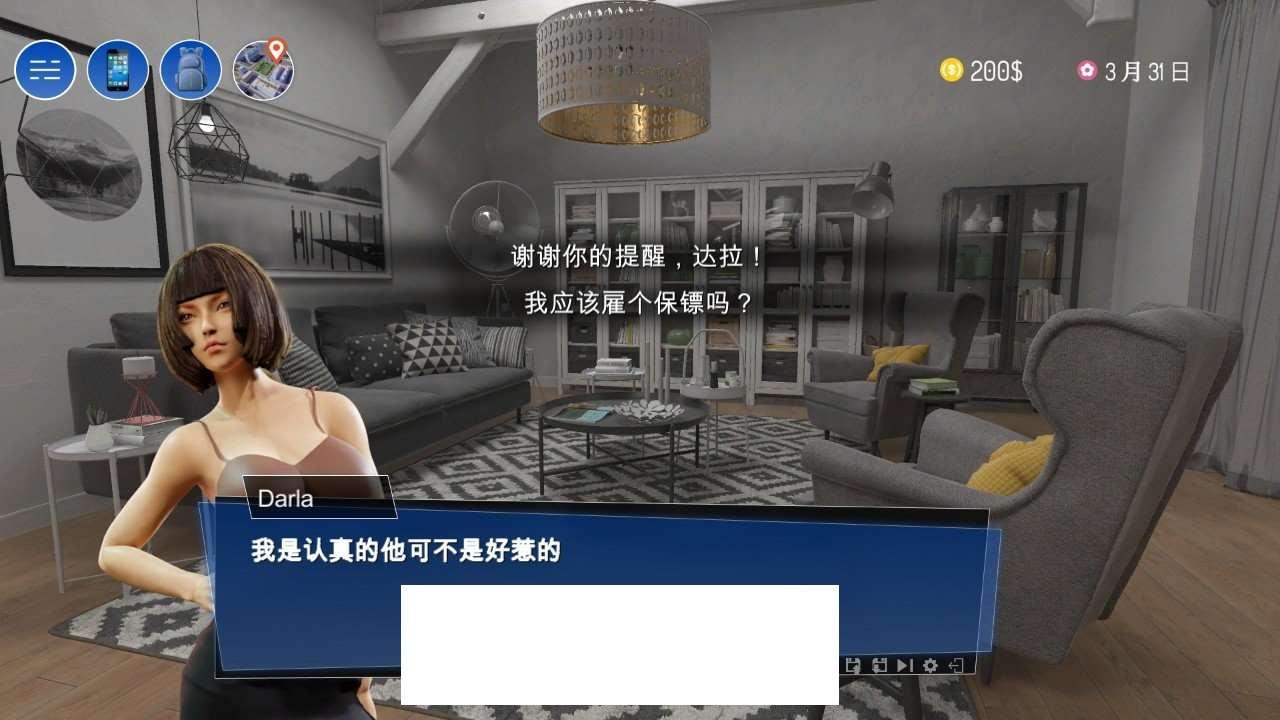 200$
3月31日
谢谢你的提醒，达拉！
我应该雇个保镖吗？
Darla
我是认真的他可不是好惹的